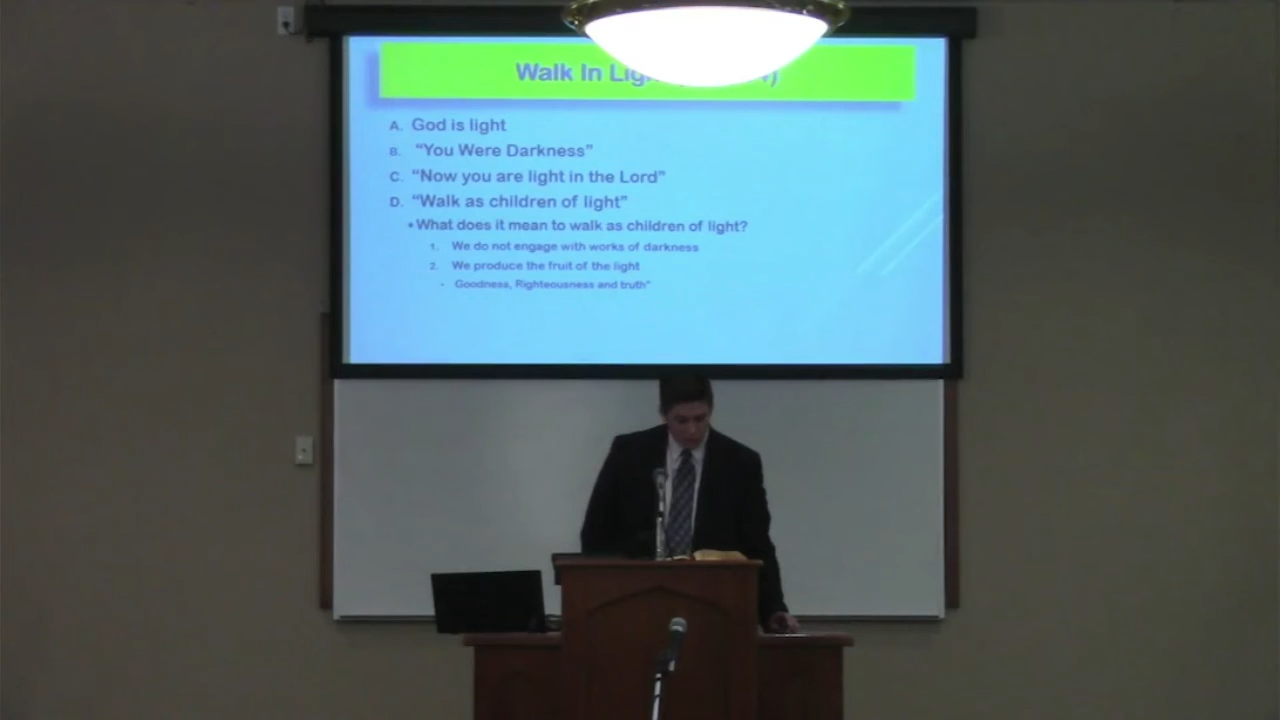 Walk In
A. God is light
B. “You Were Darkness”
C. “Now you are light in the Lord”
D. “Walk as children of light”
• What does it mean to walk as children of light?
1. We do not engage with works of darkness
2. We produce the fruit of the light
- Goodness, Righteousness and truth”